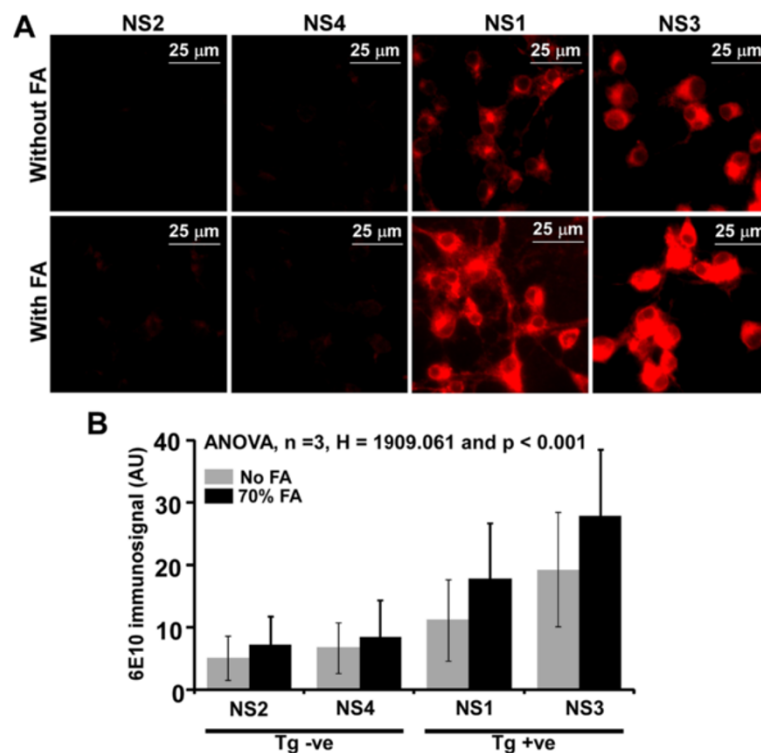 A
NS2 NS4 NS1 NS3
Without FA
25 μm 25 μm 25 μm 25 μm
With FA
25 μm 25 μm 25 μm 25 μm
B
ANOVA, n =3, H = 1909.061 and p < 0.001
No FA
70% FA
6E10 immunosignal (AU)
40
30
20
10
0
NS2 NS4 NS1 NS3
Tg -ve Tg +ve